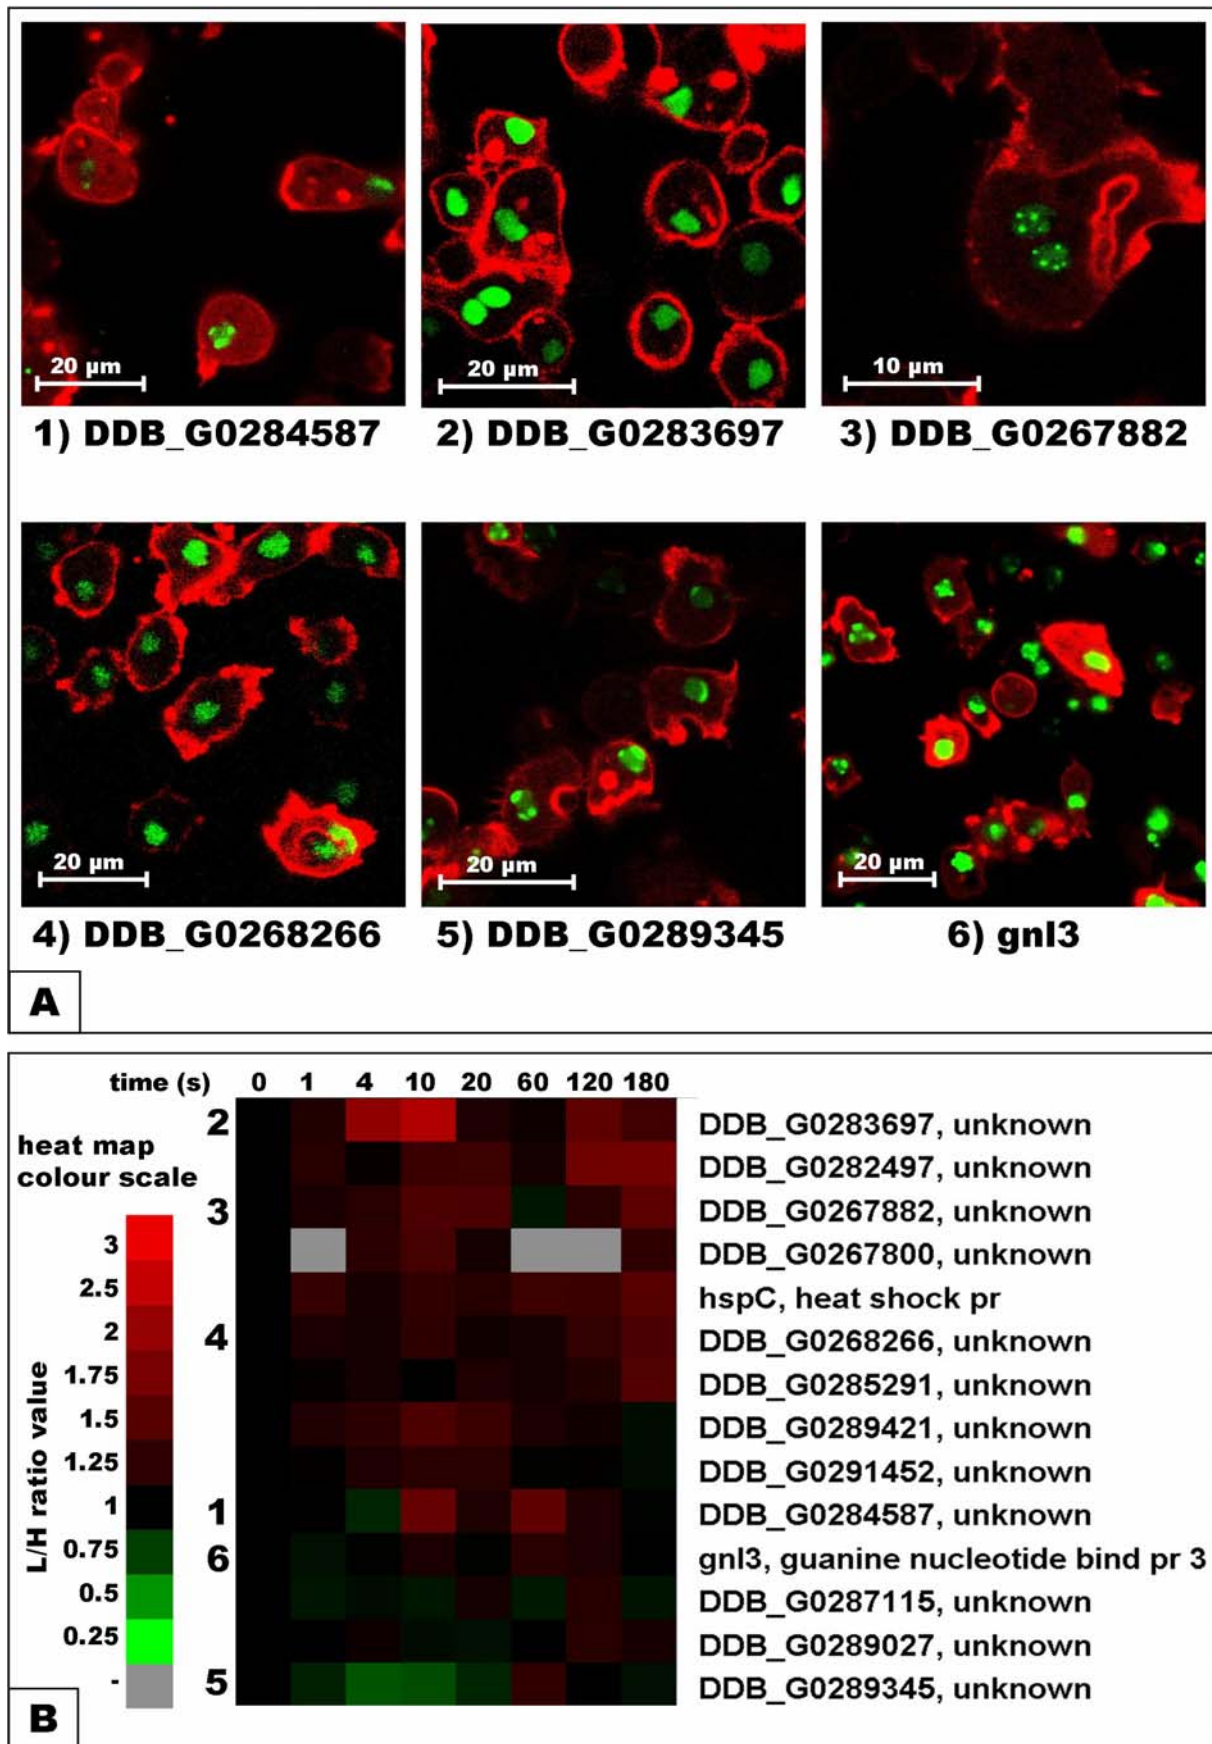 20 µm
20 µm
10 µm
1) DDB_G0284587
2) DDB_G0283697
3) DDB_G0267882
20 µm
20 µm
20 µm
4) DDB_G0268266
5) DDB_G0289345
6) gnl3
A
time (s) 0 1 4 10 20 60 120 180
heat map
colour scale
L/H ratio value
3
2.5
2
1.75
1.5
1.25
1
0.75
0.5
0.25
-
2 DDB_G0283697, unknown
DDB_G0282497, unknown
3 DDB_G0267882, unknown
DDB_G0267800, unknown
hspC, heat shock pr
4 DDB_G0268266, unknown
DDB_G0285291, unknown
DDB_G0289421, unknown
DDB_G0291452, unknown
1 DDB_G0284587, unknown
6 gnl3, guanine nucleotide bind pr 3
DDB_G0287115, unknown
DDB_G0289027, unknown
5 DDB_G0289345, unknown
B